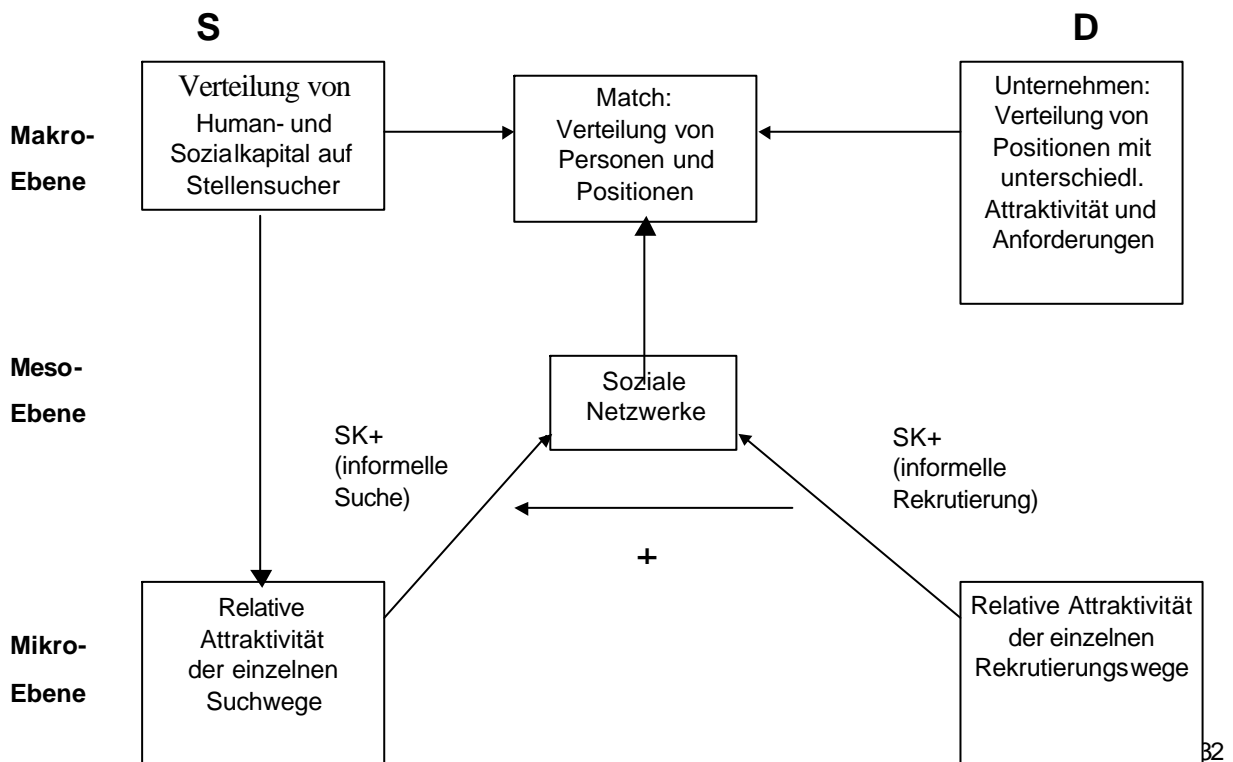 S
D
Makro-
Ebene
Verteilung von
Human- und
Sozialkapital auf
Stellensucher
Match:
Verteilung von
Personen und
Positionen
Unternehmen:
Verteilung von
Positionen mit
unterschiedl.
Attraktivität und
Anforderungen
Meso-
Ebene
Soziale
Netzwerke
SK+
(informelle
Suche)
SK+
(informelle
Rekrutierung)
+
Mikro-
Ebene
Relative
Attraktivität
der einzelnen
Suchwege
Relative Attraktivität
der einzelnen
Rekrutierungswege
32